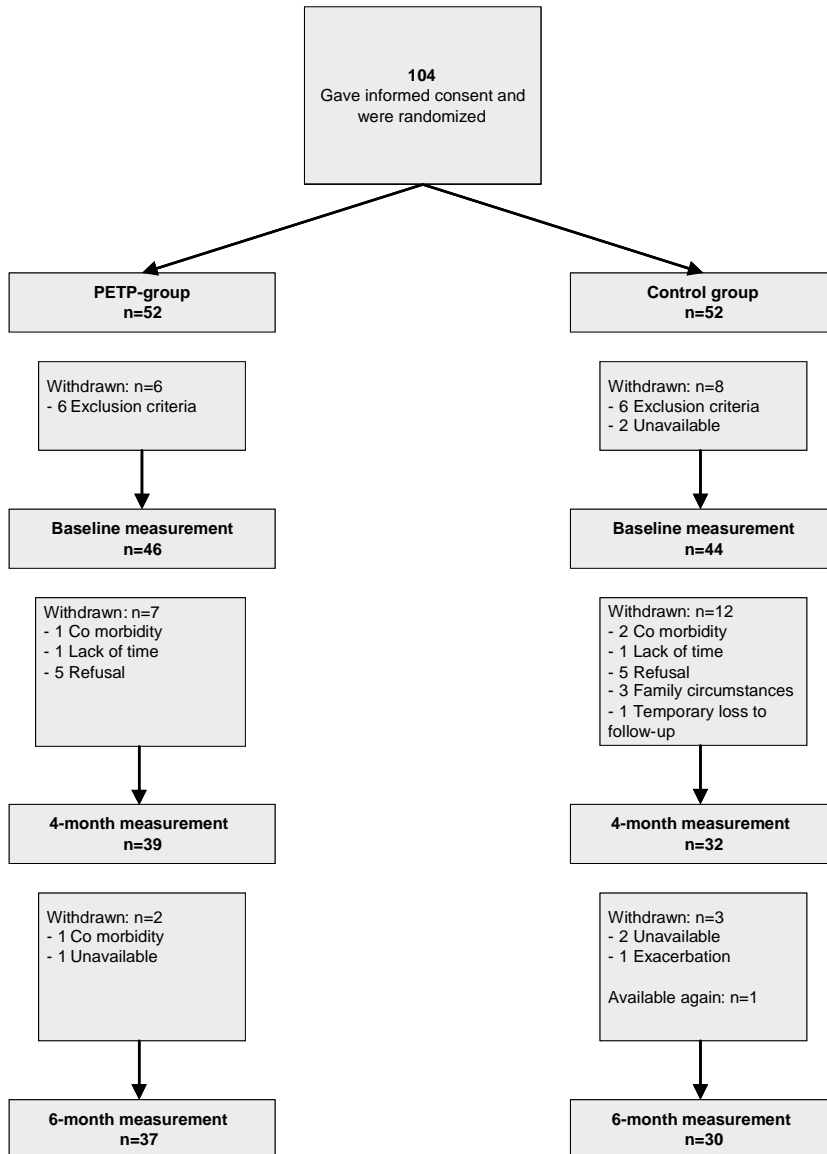 104
Gave informed consent and
were randomized
PETP-group
n=52
Control group
n=52
Withdrawn: n=6
- 6 Exclusion criteria
Withdrawn: n=8
- 6 Exclusion criteria
- 2 Unavailable
Baseline measurement
n=46
Baseline measurement
n=44
Withdrawn: n=7
- 1 Co morbidity
- 1 Lack of time
- 5 Refusal
Withdrawn: n=12
- 2 Co morbidity
- 1 Lack of time
- 5 Refusal
- 3 Family circumstances
- 1 Temporary loss to
follow-up
4-month measurement
n=39
4-month measurement
n=32
Withdrawn: n=2
- 1 Co morbidity
- 1 Unavailable
Withdrawn: n=3
- 2 Unavailable
- 1 Exacerbation
Available again: n=1
6-month measurement
n=37
6-month measurement
n=30